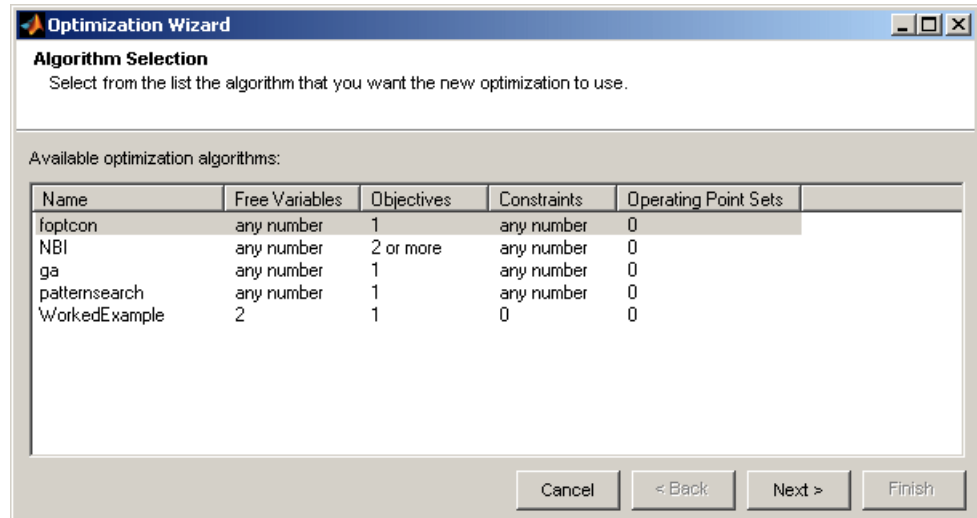 Optimization Wizard
Algorithm Selection
Select from the list the algorithm that you want the new optimization to use.
Available optimization algorithms:
Name Free Variables Objectives Constraints Operating Point Sets
foptcon any number 1 any number 0
NBI any number 2 or more any number 0
ga any number 1 any number 0
patternsearch any number 1 any number 0
WorkedExample 2 1 0 0
Cancel < Back Next > Finish